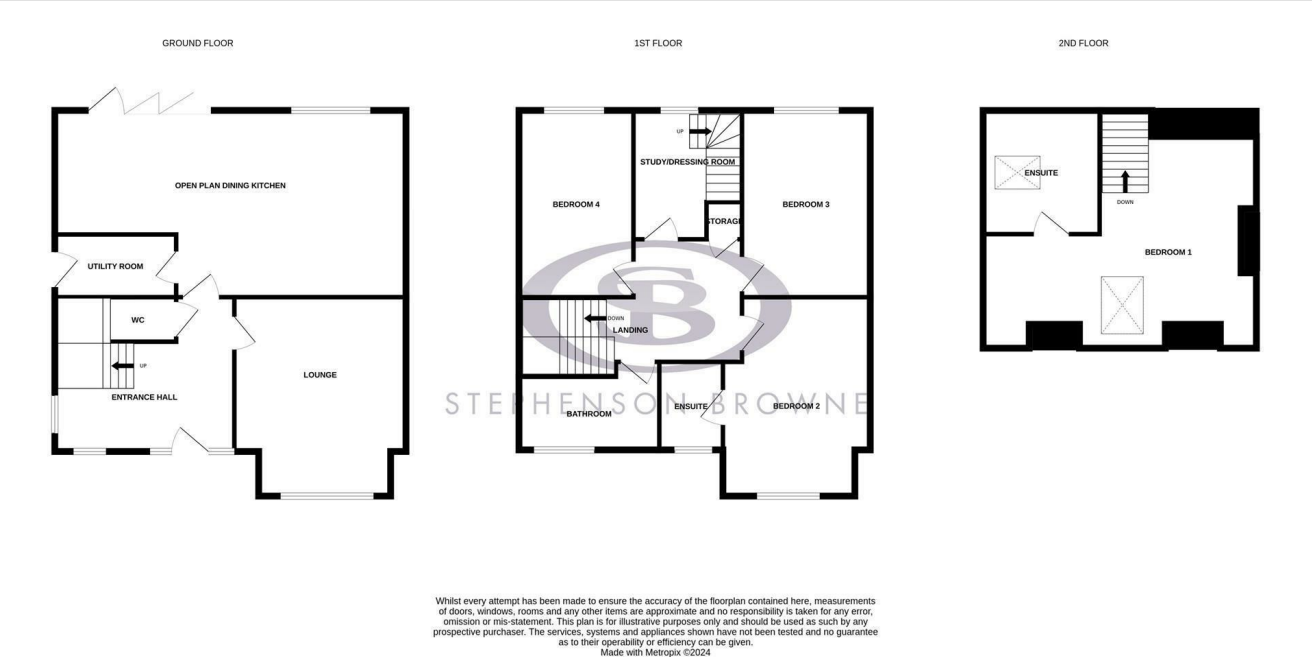 GROUND FLOOR
1ST FLOOR
2ND FLOOR
OPEN PLAN DINING KITCHEN
UTILITY ROOM
WC
UP
ENTRANCE HALL
LOUNGE
UP
STUDY/DRESSING ROOM
BEDROOM 4
BEDROOM 3
STORAGE
DOWN
LANDING
BATHROOM
ENSUITE
BEDROOM 2
SB
STEPHENSON BROWNE
ENSUITE
DOWN
BEDROOM 1
Whilst every attempt has been made to ensure the accuracy of the floorplan contained here, measurements
of doors, windows, rooms and any other items are approximate and no responsibility is taken for any error,
omission or mis-statement. This plan is for illustrative purposes only and should be used as such by any
prospective purchaser. The services, systems and appliances shown have not been tested and no guarantee
as to their operability or efficiency can be given.
Made with Metropix ©2024